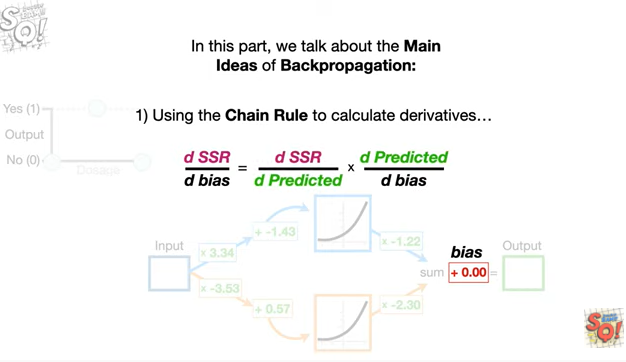 In this part, we talk about the Main
Ideas of Backpropagation:
Yes (1)
1) Using the Chain Rule to calculate derivatives…
Output
No (0)
Dosage
d SSR
d bias
=
d SSR
d Predicted
x
d Predicted
d bias
+ -1.43
Input
x 3.34
x -1.22
bias
Output
sum
+ 0.00
=
x -3.53
x -2.30
+ 0.57
SQ!